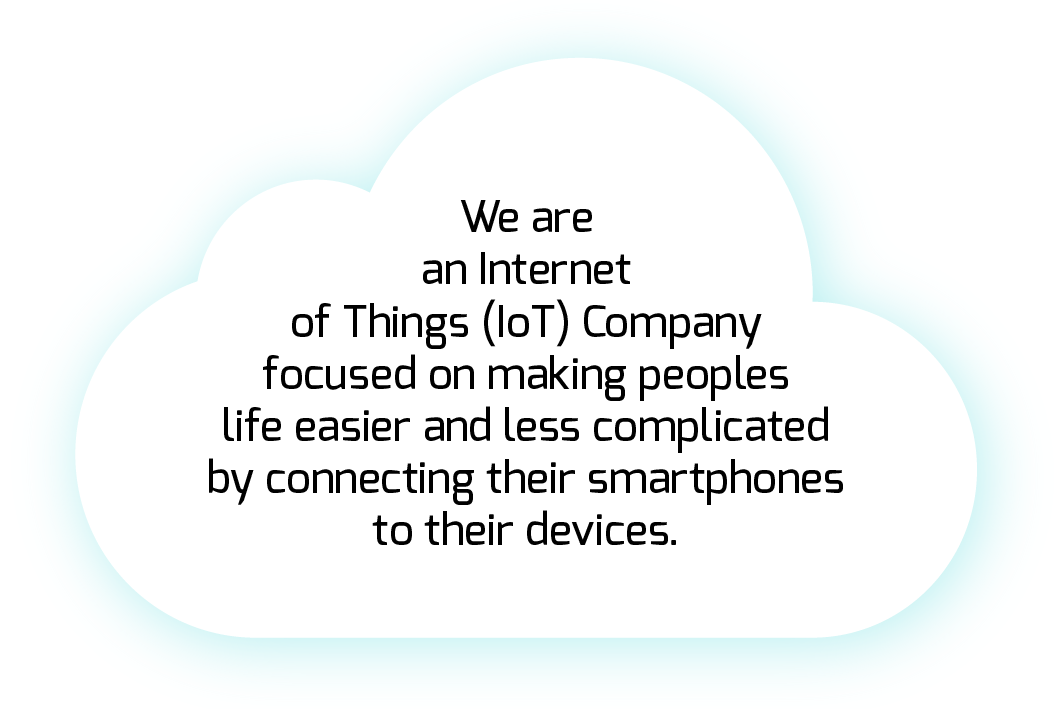 We are
an Internet
of Things (IoT) Company
focused on making peoples
life easier and less complicated
by connecting their smartphones
to their devices.